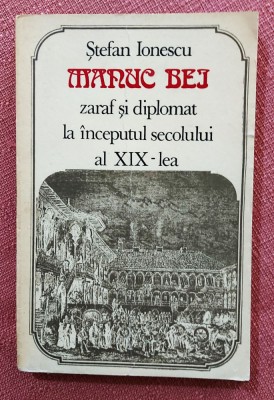 Ștefan Ionescu
MANUC BEI
zaraf și diplomat
la începutul secolului
al XIX-lea